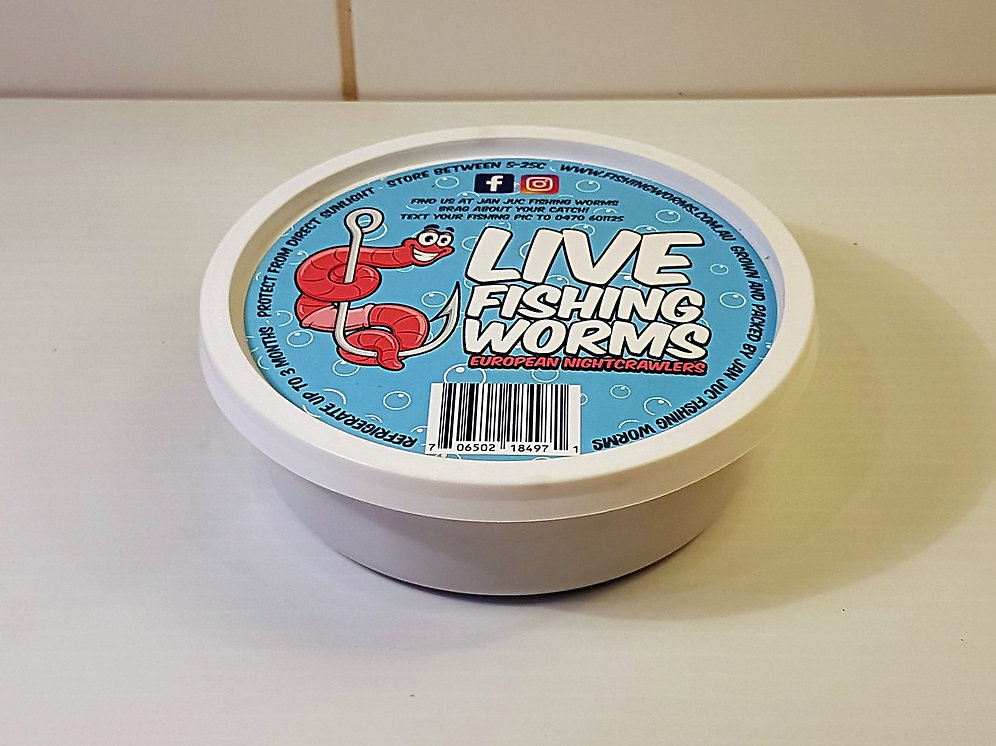 REFRIGERATE UP TO 3 MONTHS · PROTECT FROM DIRECT SUNLIGHT · STORE BETWEEN 5-25C · WWW.FISHINGWORMS.COM.AU GROWN AND PACKED BY JAN JUC FISHING WORMS
f
FIND US AT JAN JUC FISHING WORMS
BRAG ABOUT YOUR CATCH!
TEXT YOUR FISHING PIC TO 0470 601125
LIVE
FISHING
WORMS
EUROPEAN NIGHTCRAWLERS
7 06502 18497 1